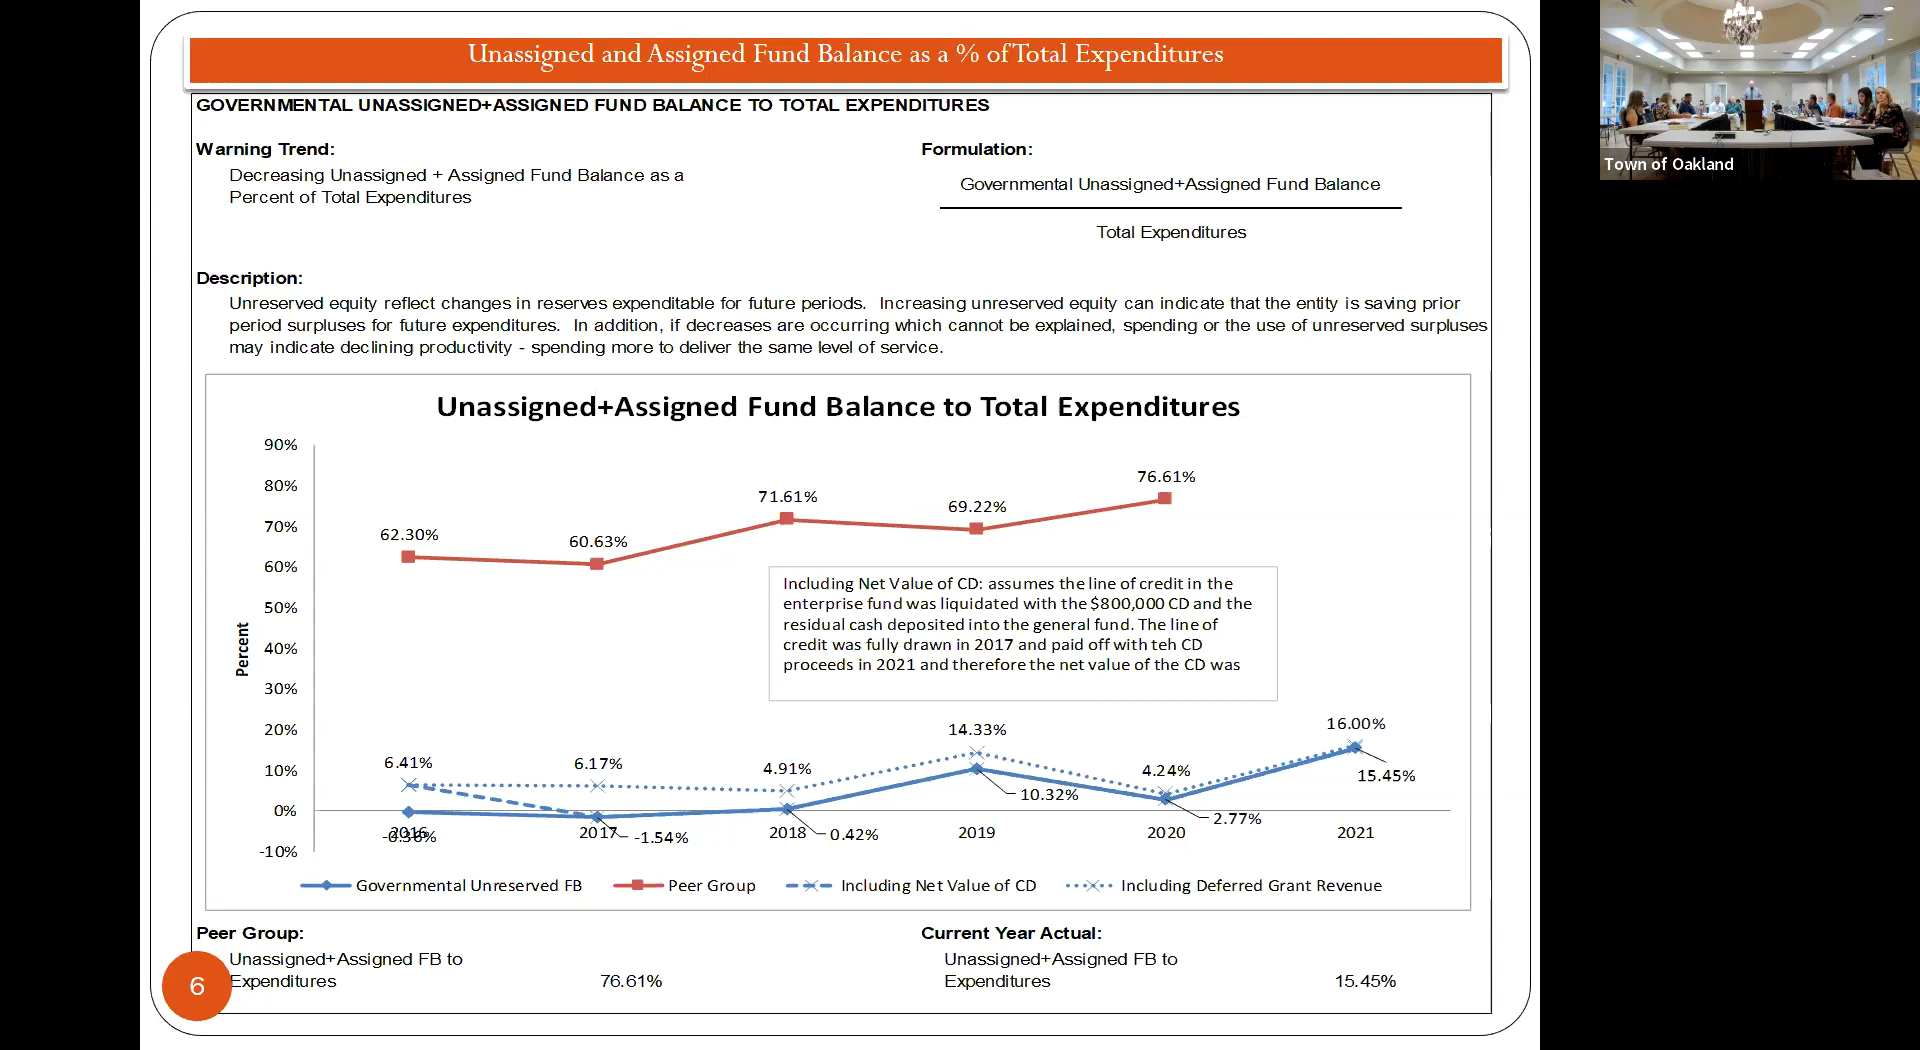 Unassigned and Assigned Fund Balance as a % of Total Expenditures
GOVERNMENTAL UNASSIGNED+ASSIGNED FUND BALANCE TO TOTAL EXPENDITURES
Warning Trend:
Decreasing Unassigned + Assigned Fund Balance as a
Percent of Total Expenditures
Formulation:
Governmental Unassigned+Assigned Fund Balance
Total Expenditures
Description:
Unreserved equity reflect changes in reserves expenditable for future periods.  Increasing unreserved equity can indicate that the entity is saving prior
period surpluses for future expenditures.  In addition, if decreases are occurring which cannot be explained, spending or the use of unreserved surpluses
may indicate declining productivity - spending more to deliver the same level of service.
Unassigned+Assigned Fund Balance to Total Expenditures
Percent
90%
80%
70%
60%
50%
40%
30%
20%
10%
0%
-10%
62.30%
60.63%
71.61%
69.22%
76.61%
Including Net Value of CD: assumes the line of credit in the
enterprise fund was liquidated with the $800,000 CD and the
residual cash deposited into the general fund. The line of
credit was fully drawn in 2017 and paid off with teh CD
proceeds in 2021 and therefore the net value of the CD was
6.41%
6.17%
4.91%
14.33%
4.24%
16.00%
-0.36%
-1.54%
0.42%
10.32%
2.77%
15.45%
2016
2017
2018
2019
2020
2021
Governmental Unreserved FB
Peer Group
Including Net Value of CD
Including Deferred Grant Revenue
Peer Group:
Unassigned+Assigned FB to
Expenditures 76.61%
Current Year Actual:
Unassigned+Assigned FB to
Expenditures 15.45%
6
Town of Oakland